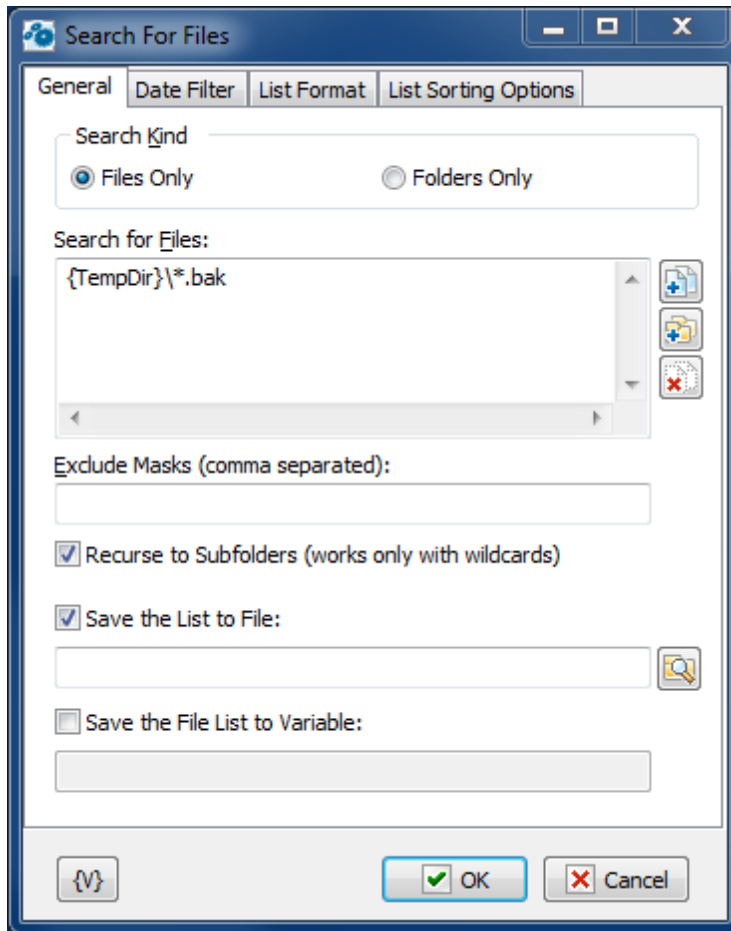 Search For Files
General Date Filter List Format List Sorting Options
Search Kind
Files Only Folders Only
Search for Files:
{TempDir}\*.bak
Exclude Masks (comma separated):
Recurse to Subfolders (works only with wildcards)
Save the List to File:
Save the File List to Variable:
{V} OK Cancel